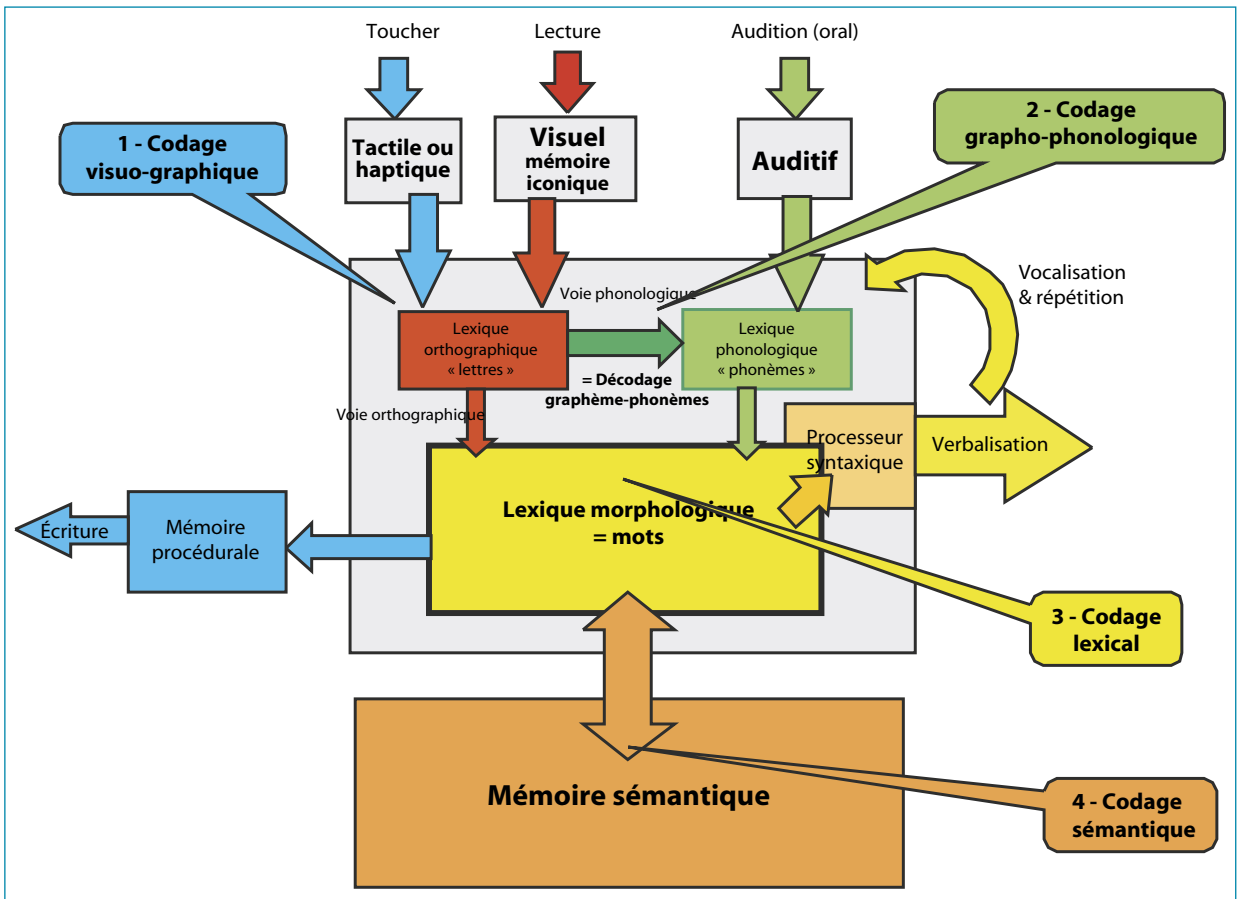 Toucher
Lecture
Audition (oral)
1 - Codage
visuo-graphique
Tactile ou
haptique
Visuel
mémoire
iconique
Auditif
2 - Codage
grapho-phonologique
Vocalisation
& répétition
Voie phonologique
Lexique
orthographique
« lettres »
Lexique
phonologique
« phonèmes »
= Décodage
graphème-phonèmes
Voie orthographique
Processeur
syntaxique
Verbalisation
Lexique morphologique
= mots
Écriture
Mémoire
procédurale
3 - Codage
lexical
Mémoire sémantique
4 - Codage
sémantique